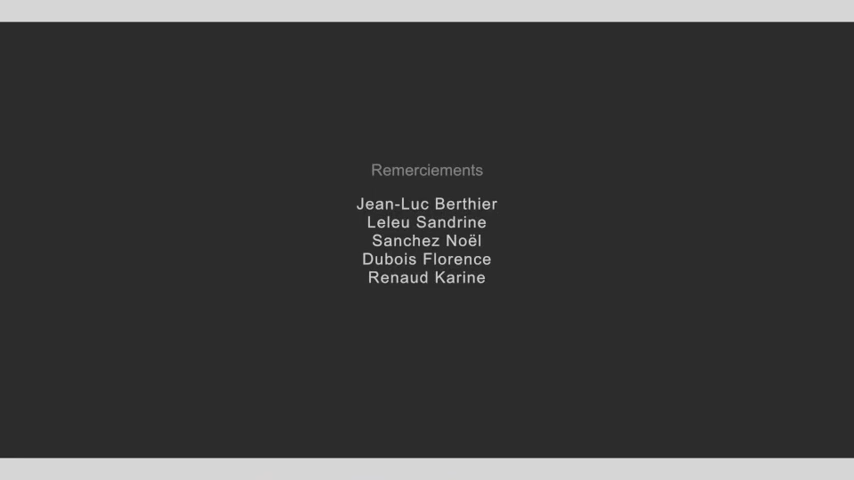 Remerciements
Jean-Luc Berthier
Leleu Sandrine
Sanchez Noël
Dubois Florence
Renaud Karine